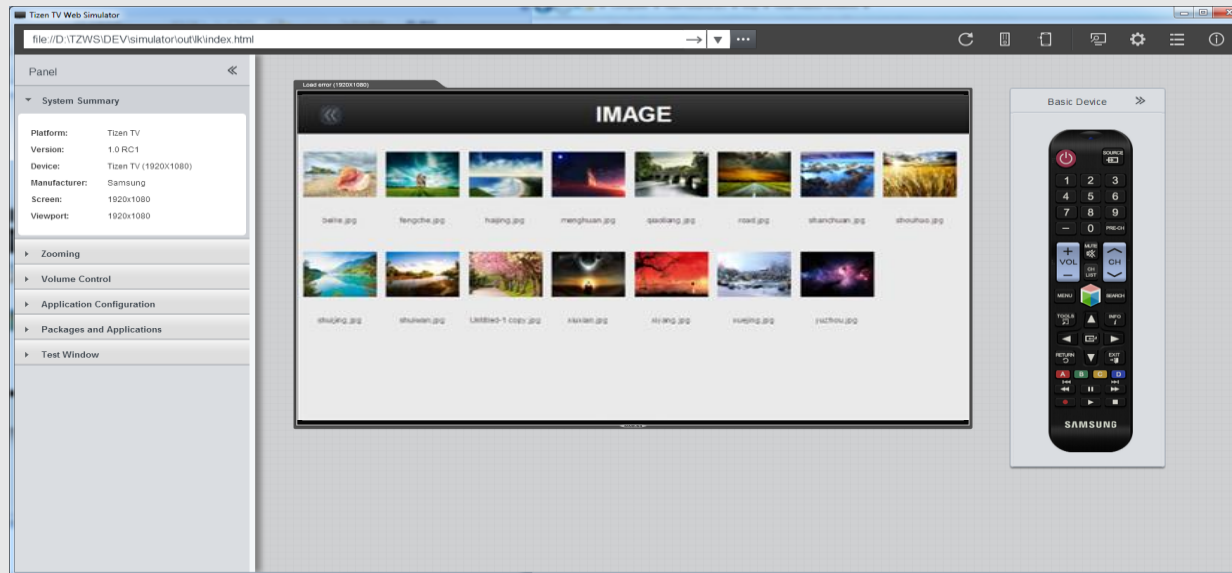 Tizen TV Web Simulator
file://D:\TZWS\DEV\simulator\out\lk\index.html
Panel
System Summary
Platform: Tizen TV
Version: 1.0 RC1
Device: Tizen TV (1920X1080)
Manufacturer: Samsung
Screen: 1920x1080
Viewport: 1920x1080
Zooming
Volume Control
Application Configuration
Packages and Applications
Test Window
Load error (1920X1080)
IMAGE
fengche.jpg haijing.jpg menghuan.jpg qiaoliang.jpg road.jpg shanchuan.jpg shouhuo.jpg
shuijing.jpg shuiwan.jpg Untitled-1 copy.jpg xiuxian.jpg xiyang.jpg xuejing.jpg yuzhou.jpg
Basic Device
SOURCE
1 2 3
4 5 6
7 8 9
0 PRE-CH
MUTE
VOL CH
CH LIST
MENU SEARCH
TOOLS INFO
RETURN EXIT
A B C D
SAMSUNG